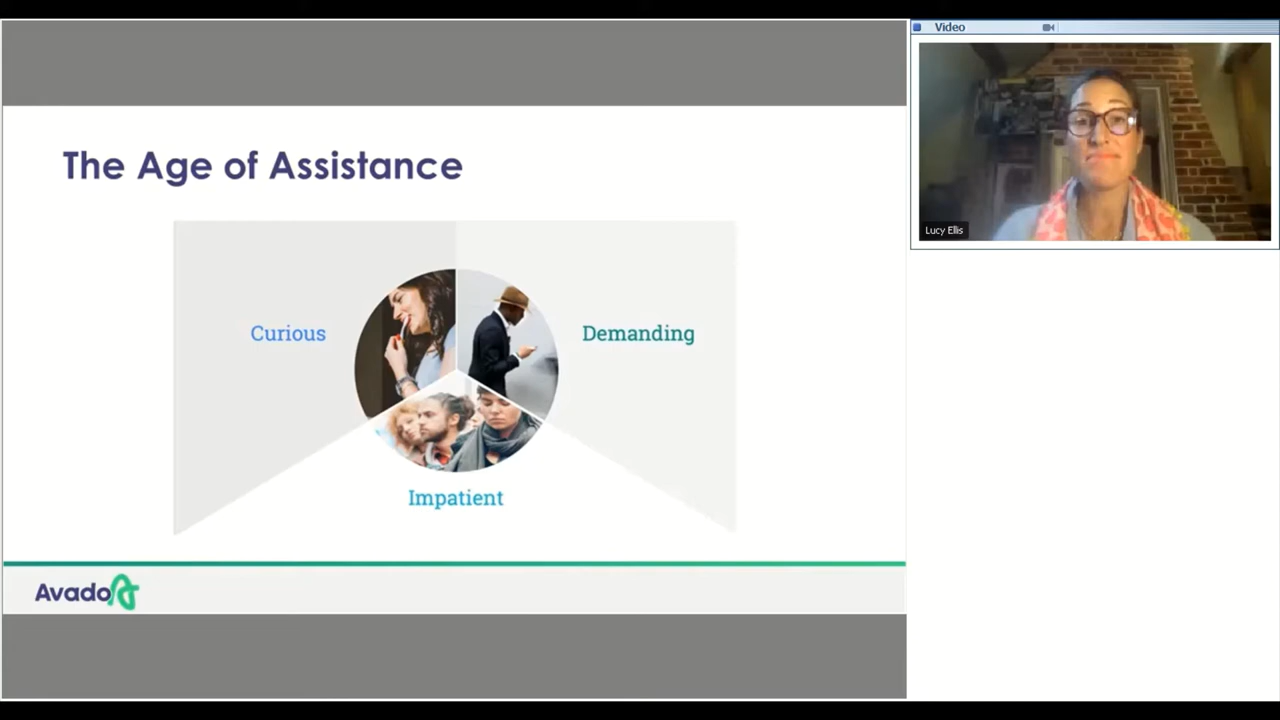 The Age of Assistance
Curious
Demanding
Impatient
Avado
Video
Lucy Ellis